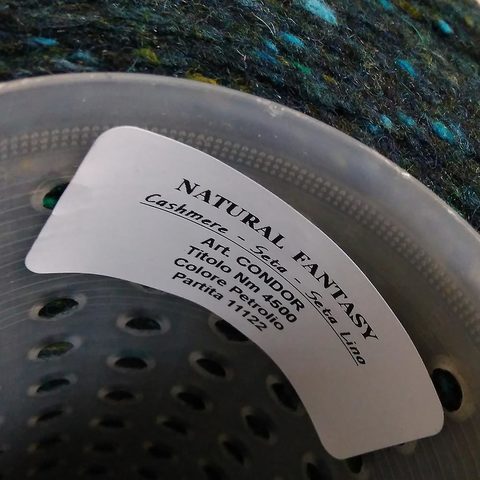 NATURAL FANTASY
Cashmere - Seta - Seta Lino
Art. CONDOR
Titolo Nm 4500
Colore Petrolio
Partita 11122